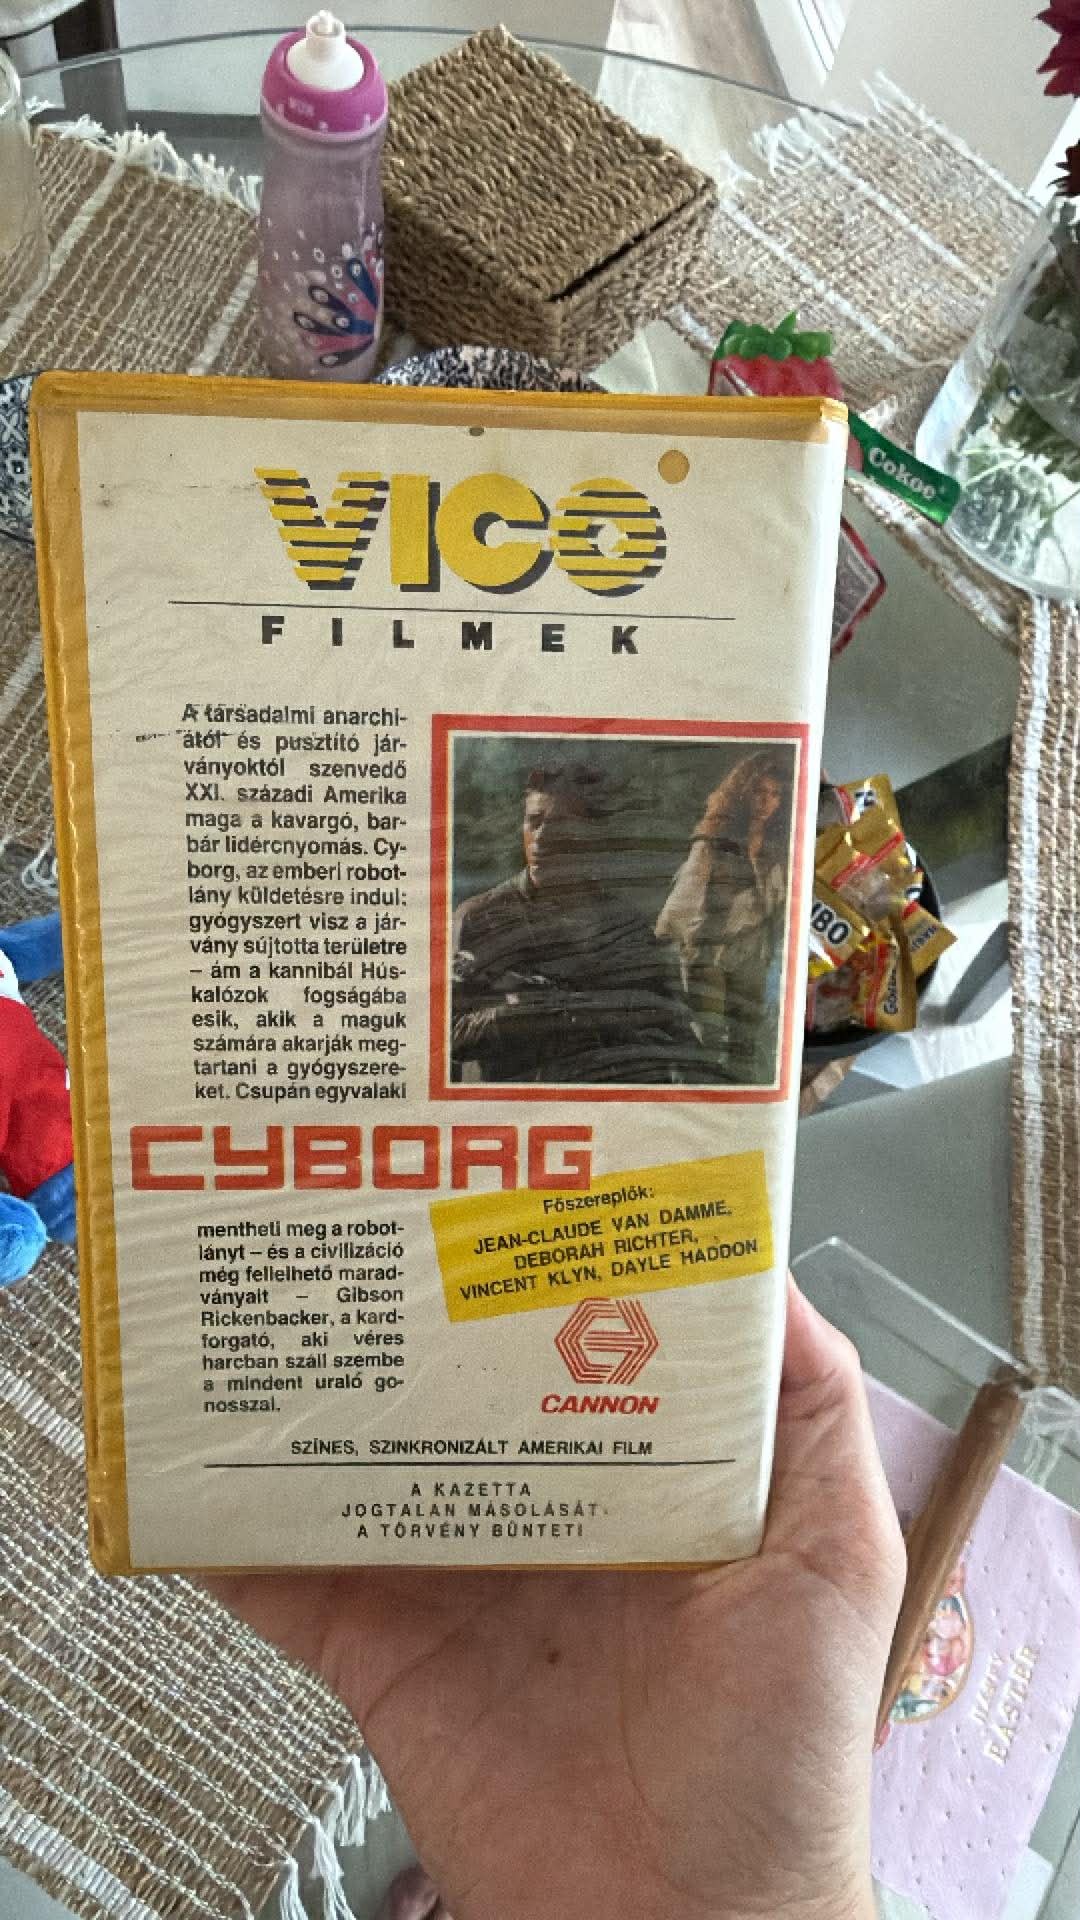 VICO
FILMEK
A társadalmi anarchi-
ától és pusztító jár-
ványoktól szenvedő
XXI. századi Amerika
maga a kavargó, bar-
bár lidércnyomás. Cy-
borg, az emberi robot-
lány küldetésre indul:
gyógyszert visz a jár-
vány sújtotta területre
– ám a kannibál Hús-
kalózok fogságába
esik, akik a maguk
számára akarják meg-
tartani a gyógyszere-
ket. Csupán egyvalaki
CYBORG
mentheti meg a robot-
lányt – és a civilizáció
még fellelhető marad-
ványait – Gibson
Rickenbacker, a kard-
forgató, aki véres
harcban száll szembe
a mindent uraló go-
nosszal.
Főszereplők:
JEAN-CLAUDE VAN DAMME,
DEBORAH RICHTER,
VINCENT KLYN, DAYLE HADDON
CANNON
SZÍNES, SZINKRONIZÁLT AMERIKAI FILM
A KAZETTA
JOGTALAN MÁSOLÁSÁT
A TÖRVÉNY BÜNTETI
Cokoe